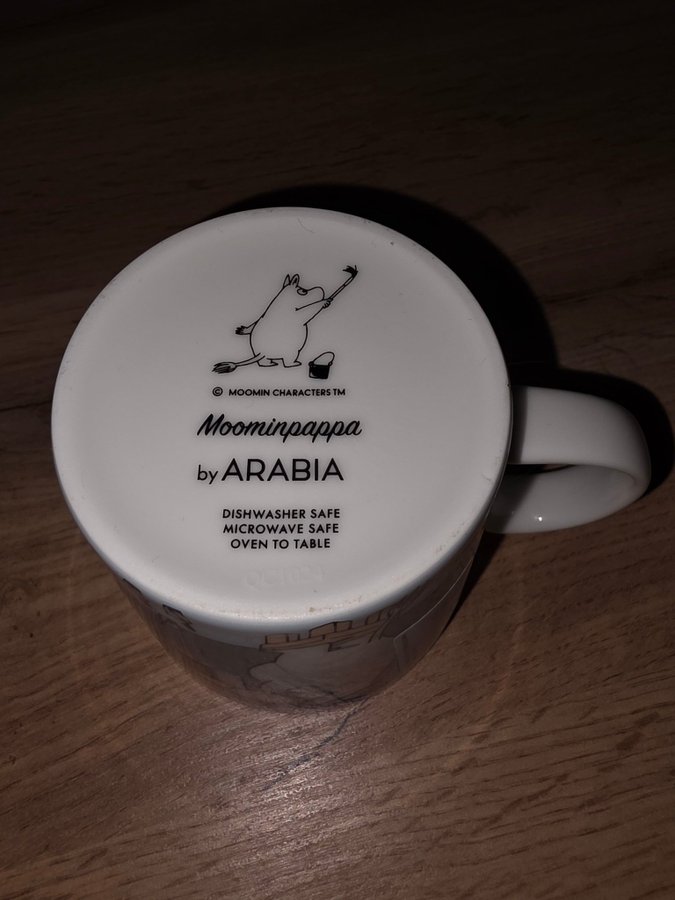 © MOOMIN CHARACTERS TM
Moominpappa
by ARABIA
DISHWASHER SAFE
MICROWAVE SAFE
OVEN TO TABLE